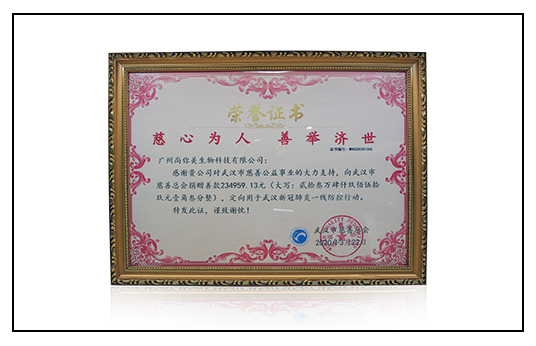 荣誉证书
慈心为人 善举济世
广州尚你美生物科技有限公司：
感谢贵公司对武汉市慈善公益事业的大力支持，向武汉市
慈善总会捐赠善款234959.13元（大写：贰拾叁万肆仟玖佰伍拾
玖元壹角叁分整），定向用于武汉新冠肺炎一线防控行动。
特发此证，谨致谢忱！
武汉市慈善总会
2020年3月22日